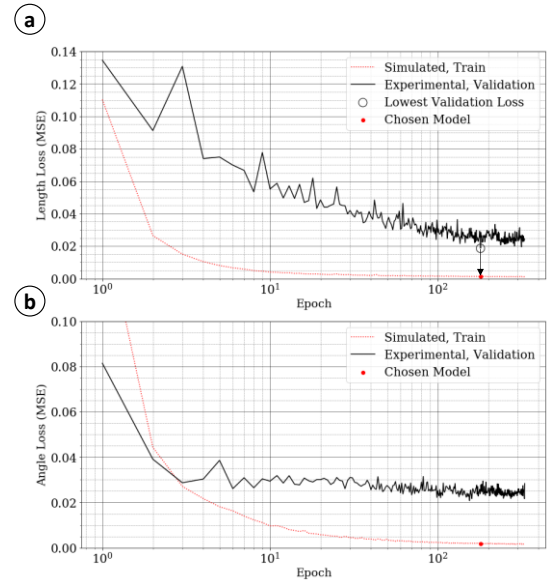 a
0.14
0.12
0.10
0.08
0.06
0.04
0.02
0.00
Length Loss (MSE)
Simulated, Train
Experimental, Validation
Lowest Validation Loss
Chosen Model
10⁰
10¹
10²
Epoch
b
0.10
0.08
0.06
0.04
0.02
0.00
Angle Loss (MSE)
Simulated, Train
Experimental, Validation
Chosen Model
10⁰
10¹
10²
Epoch